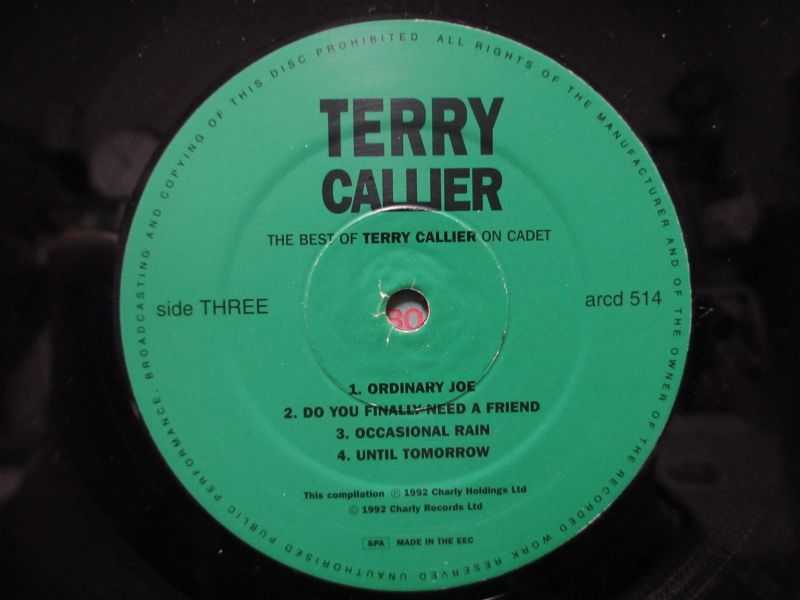 TERRY
CALLIER
THE BEST OF TERRY CALLIER ON CADET
side THREE
arcd 514
30
1. ORDINARY JOE
2. DO YOU FINALLY NEED A FRIEND
3. OCCASIONAL RAIN
4. UNTIL TOMORROW
This compilation ℗ 1992 Charly Holdings Ltd
© 1992 Charly Records Ltd
SPA MADE IN THE EEC
ALL RIGHTS OF THE MANUFACTURER AND OF THE OWNER OF THE RECORDED WORK RESERVED UNAUTHORISED PUBLIC PERFORMANCE, BROADCASTING AND COPYING OF THIS DISC PROHIBITED.